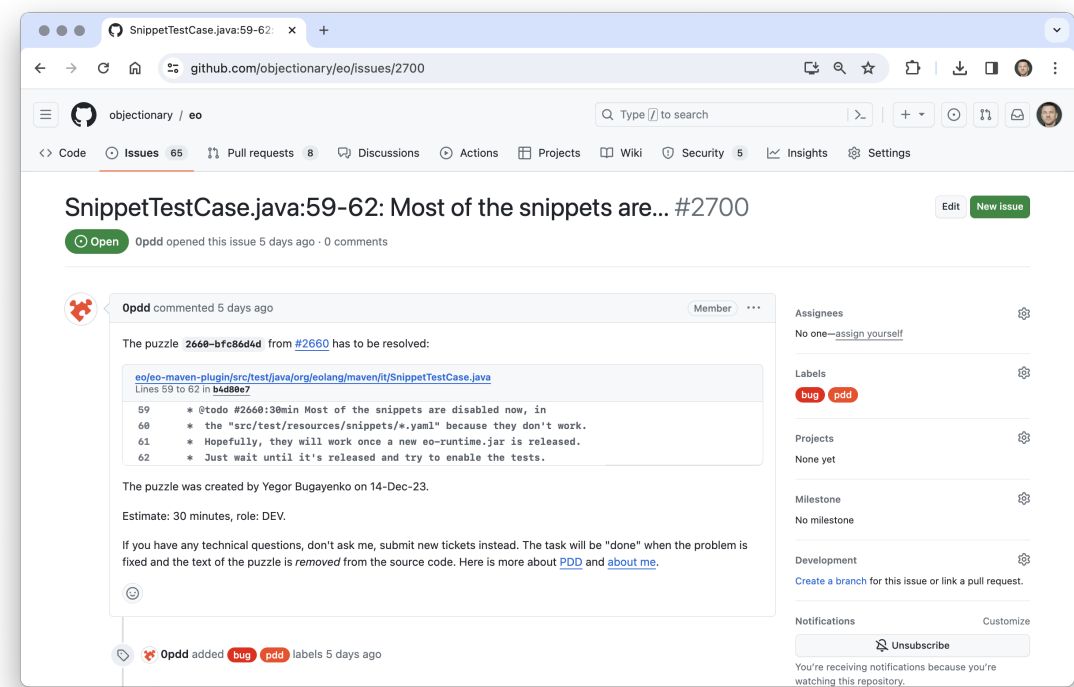 SnippetTestCase.java:59-62:
github.com/objectionary/eo/issues/2700
objectionary / eo
Type / to search
Code
Issues 65
Pull requests 8
Discussions
Actions
Projects
Wiki
Security 5
Insights
Settings
SnippetTestCase.java:59-62: Most of the snippets are... #2700
Edit
New issue
Open
0pdd opened this issue 5 days ago · 0 comments
0pdd commented 5 days ago
Member
The puzzle 2660-bfc86d4d from #2660 has to be resolved:
eo/eo-maven-plugin/src/test/java/org/eolang/maven/it/SnippetTestCase.java
Lines 59 to 62 in b4d80e7
59 * @todo #2660:30min Most of the snippets are disabled now, in
60 * the "src/test/resources/snippets/*.yaml" because they don't work.
61 * Hopefully, they will work once a new eo-runtime.jar is released.
62 * Just wait until it's released and try to enable the tests.
The puzzle was created by Yegor Bugayenko on 14-Dec-23.
Estimate: 30 minutes, role: DEV.
If you have any technical questions, don't ask me, submit new tickets instead. The task will be "done" when the problem is
fixed and the text of the puzzle is removed from the source code. Here is more about PDD and about me.
0pdd added bug pdd labels 5 days ago
Assignees
No one—assign yourself
Labels
bug pdd
Projects
None yet
Milestone
No milestone
Development
Create a branch for this issue or link a pull request.
Notifications
Customize
Unsubscribe
You're receiving notifications because you're
watching this repository.